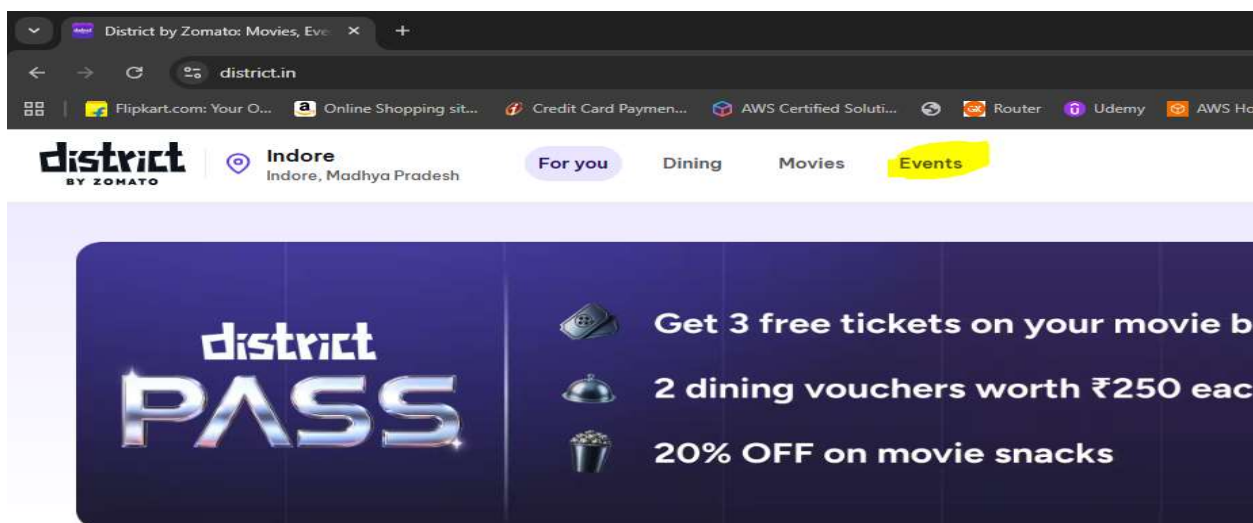 District by Zomato: Movies, Eve
district.in
Flipkart.com: Your O... Online Shopping sit... Credit Card Paymen... AWS Certified Soluti... Router Udemy AWS Ho
district
BY ZOMATO
Indore
Indore, Madhya Pradesh
For you Dining Movies Events
district
PASS
Get 3 free tickets on your movie b
2 dining vouchers worth ₹250 eac
20% OFF on movie snacks